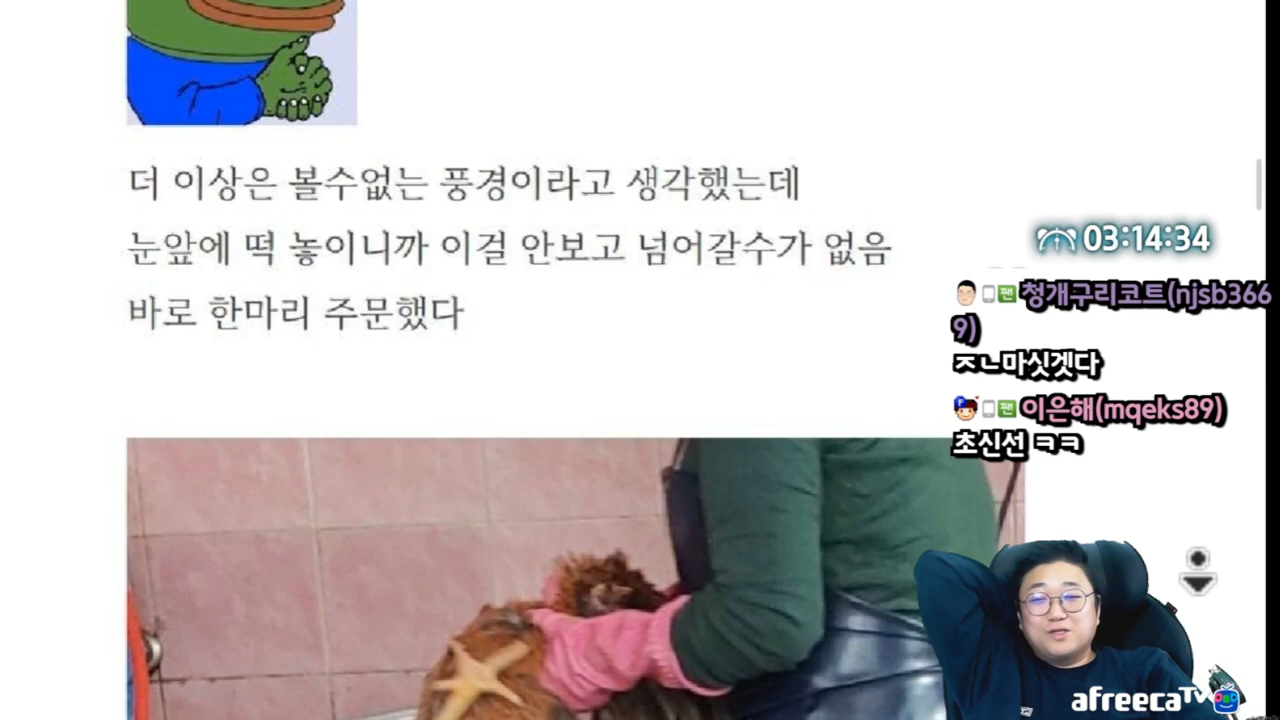 더 이상은 볼수없는 풍경이라고 생각했는데
눈앞에 떡 놓이니까 이걸 안보고 넘어갈수가 없음
바로 한마리 주문했다
03:14:34
팬 청개구리코트(njsb366
9)
ㅈㄴ마싯겟다
팬 이은해(mqeks89)
초신선 ㅋㅋ
afreecaTV